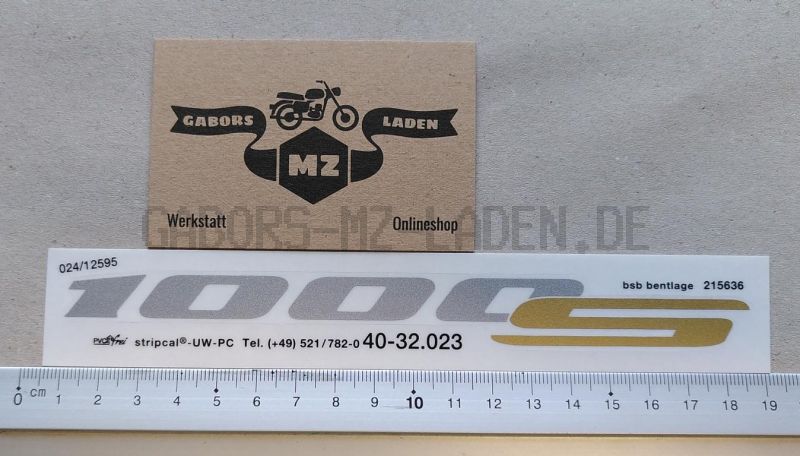 GABORS LADEN
MZ
Werkstatt Onlineshop
GABORS-MZ-LADEN.DE
024/12595
1000S
bsb bentlage 215636
PVC frei stripcal®-UW-PC Tel. (+49) 521/782-0 40-32.023
0 cm 1 2 3 4 5 6 7 8 9 10 11 12 13 14 15 16 17 18 19